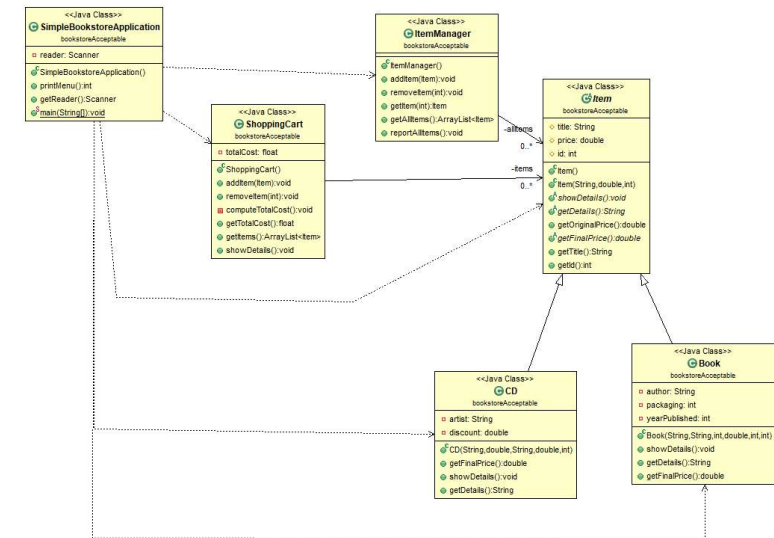 <<Java Class>>
SimpleBookstoreApplication
bookstoreAcceptable
reader: Scanner
SimpleBookstoreApplication()
printMenu():int
getReader():Scanner
main(String[]):void
<<Java Class>>
ItemManager
bookstoreAcceptable
ItemManager()
addItem(Item):void
removeItem(int):void
getItem(int):Item
getAllItems():ArrayList<Item>
reportAllItems():void
<<Java Class>>
ShoppingCart
bookstoreAcceptable
totalCost: float
ShoppingCart()
addItem(Item):void
removeItem(int):void
computeTotalCost():void
getTotalCost():float
getItems():ArrayList<Item>
showDetails():void
-allItems
0..*
-items
0..*
<<Java Class>>
Item
bookstoreAcceptable
title: String
price: double
id: int
Item()
Item(String,double,int)
showDetails():void
getDetails():String
getOriginalPrice():double
getFinalPrice():double
getTitle():String
getId():int
<<Java Class>>
CD
bookstoreAcceptable
artist: String
discount: double
CD(String,double,String,double,int)
getFinalPrice():double
showDetails():void
getDetails():String
<<Java Class>>
Book
bookstoreAcceptable
author: String
packaging: int
yearPublished: int
Book(String,String,int,double,int,int)
showDetails():void
getDetails():String
getFinalPrice():double